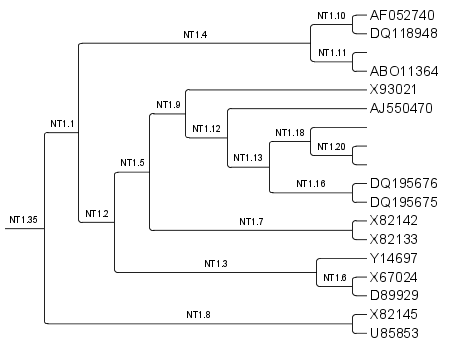 NT1.10 AF052740
NT1.4 DQ118948
NT1.11
ABO11364
X93021
NT1.9
AJ550470
NT1.1 NT1.12 NT1.18
NT1.20
NT1.5 NT1.13
NT1.16 DQ195676
DQ195675
NT1.35 NT1.2 X82142
NT1.7
X82133
Y14697
NT1.3 X67024
NT1.6
D89929
NT1.8 X82145
U85853